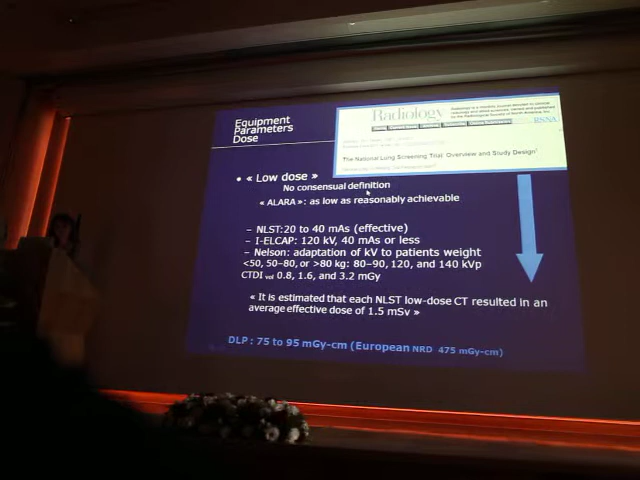 Equipment
Parameters
Dose
Radiology
RSNA
The National Lung Screening Trial: Overview and Study Design¹
• « Low dose »
No consensual definition
« ALARA »: as low as reasonably achievable
– NLST:20 to 40 mAs (effective)
– I-ELCAP: 120 kV, 40 mAs or less
– Nelson: adaptation of kV to patients weight
<50, 50–80, or >80 kg: 80–90, 120, and 140 kVp
CTDI vol 0.8, 1.6, and 3.2 mGy
« It is estimated that each NLST low-dose CT resulted in an
average effective dose of 1.5 mSv »
DLP : 75 to 95 mGy-cm (European NRD 475 mGy-cm)